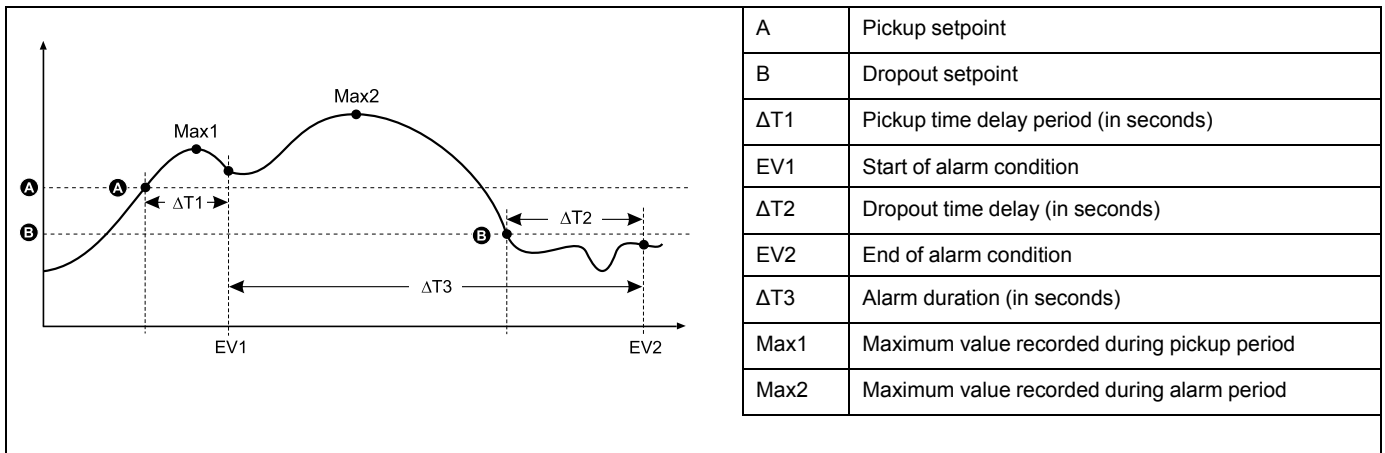 Max2
Max1
A
A
ΔT1
ΔT2
B
B
ΔT3
EV1
EV2
A Pickup setpoint
B Dropout setpoint
ΔT1 Pickup time delay period (in seconds)
EV1 Start of alarm condition
ΔT2 Dropout time delay (in seconds)
EV2 End of alarm condition
ΔT3 Alarm duration (in seconds)
Max1 Maximum value recorded during pickup period
Max2 Maximum value recorded during alarm period